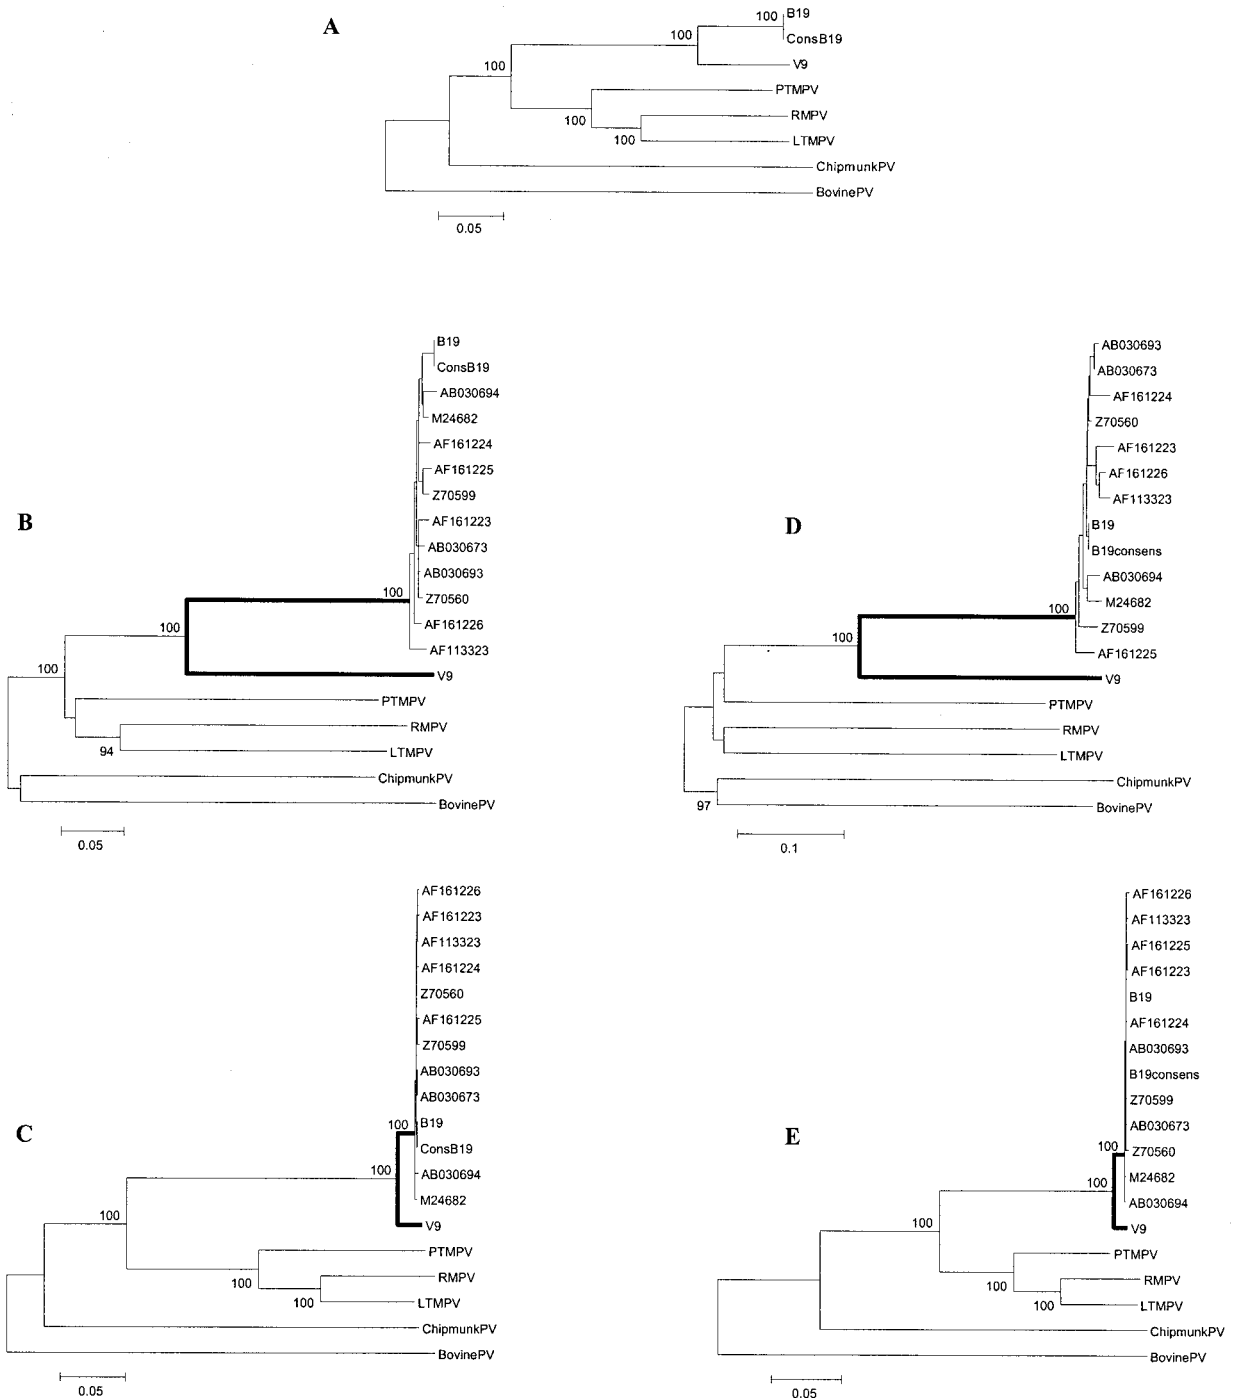 A
100
B19
ConsB19
100
V9
100
PTMPV
100
RMPV
100
LTMPV
ChipmunkPV
BovinePV
0.05
B
B19
ConsB19
AB030694
M24682
AF161224
AF161225
Z70599
AF161223
AB030673
AB030693
100
Z70560
AF161226
AF113323
100
V9
100
PTMPV
RMPV
94
LTMPV
ChipmunkPV
BovinePV
0.05
D
AB030693
AB030673
AF161224
Z70560
AF161223
AF161226
AF113323
B19
B19consens
AB030694
M24682
100
Z70599
100
AF161225
V9
PTMPV
RMPV
LTMPV
ChipmunkPV
97
BovinePV
0.1
C
AF161226
AF161223
AF113323
AF161224
Z70560
AF161225
Z70599
AB030693
AB030673
100
B19
ConsB19
100
AB030694
M24682
100
V9
PTMPV
100
RMPV
100
LTMPV
ChipmunkPV
BovinePV
0.05
E
AF161226
AF113323
AF161225
AF161223
B19
AF161224
AB030693
B19consens
Z70599
AB030673
100
Z70560
100
M24682
AB030694
100
V9
PTMPV
100
RMPV
100
LTMPV
ChipmunkPV
BovinePV
0.05